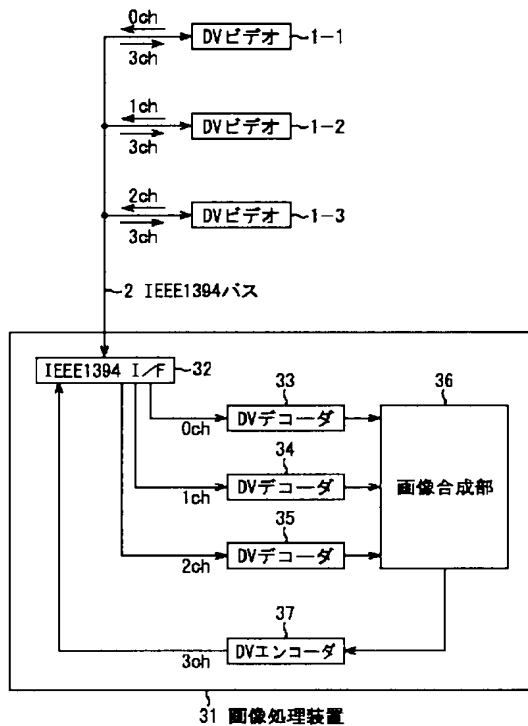 0ch
DVビデオ
1-1
3ch
1ch
DVビデオ
1-2
3ch
2ch
DVビデオ
1-3
3ch
2 IEEE1394バス
IEEE1394 I/F
32
33
36
DVデコーダ
0ch
34
DVデコーダ
画像合成部
1ch
35
DVデコーダ
2ch
37
DVエンコーダ
3ch
31 画像処理装置